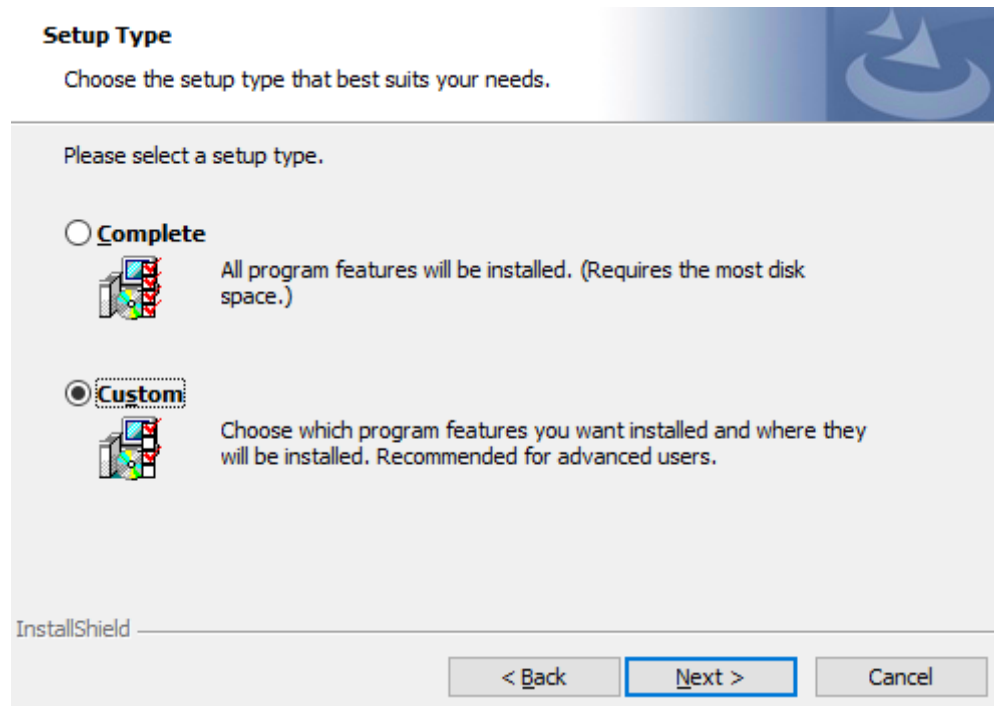 Setup Type
Choose the setup type that best suits your needs.
Please select a setup type.
Complete
All program features will be installed. (Requires the most disk
space.)
Custom
Choose which program features you want installed and where they
will be installed. Recommended for advanced users.
InstallShield
< Back Next > Cancel